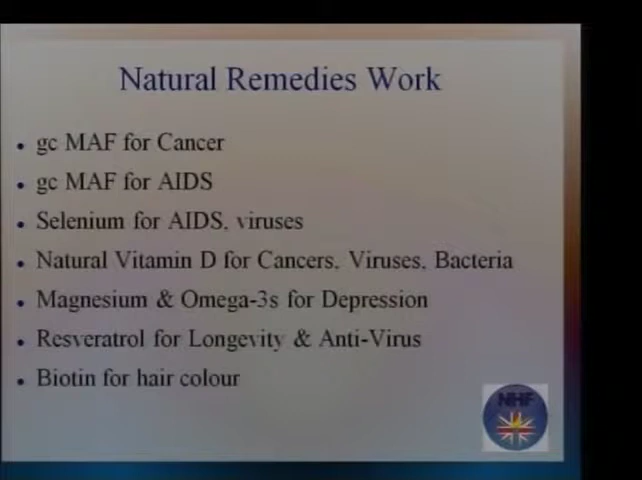 Natural Remedies Work
• gc MAF for Cancer
• gc MAF for AIDS
• Selenium for AIDS, viruses
• Natural Vitamin D for Cancers, Viruses, Bacteria
• Magnesium & Omega-3s for Depression
• Resveratrol for Longevity & Anti-Virus
• Biotin for hair colour
NHF